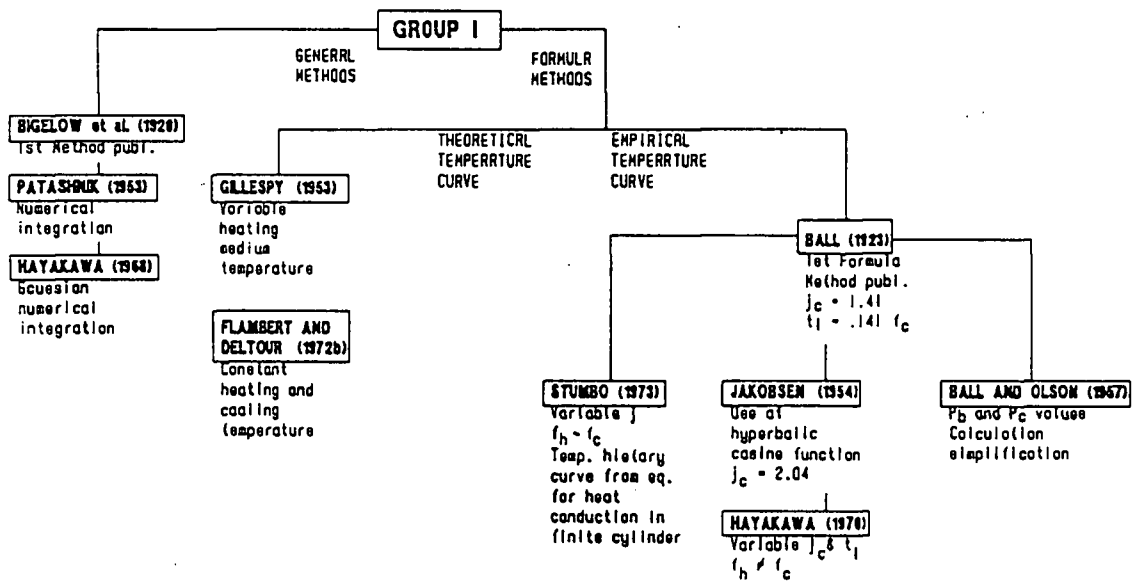 GROUP I
GENERAL
METHODS
FORMULA
METHODS
BIGELOW et al. (1920)
1st Method publ.
PATASHNIK (1953)
Numerical
integration
HAYAKAWA (1968)
Gaussian
numerical
integration
THEORETICAL
TEMPERATURE
CURVE
EMPIRICAL
TEMPERATURE
CURVE
GILLESPY (1953)
Variable
heating
medium
temperature
FLAMBERT AND
DELTOUR (1972b)
Constant
heating and
cooling
temperature
BALL (1923)
1st Formula
Method publ.
jc = 1.41
tl = .141 fc
STUMBO (1973)
Variable j
fh = fc
Temp. history
curve from eq.
for heat
conduction in
finite cylinder
JAKOBSEN (1954)
Use of
hyperbolic
cosine function
jc = 2.04
HAYAKAWA (1970)
Variable jc & tl
fh ≠ fc
BALL AND OLSON (1957)
Pb and Pc values
Calculation
simplification